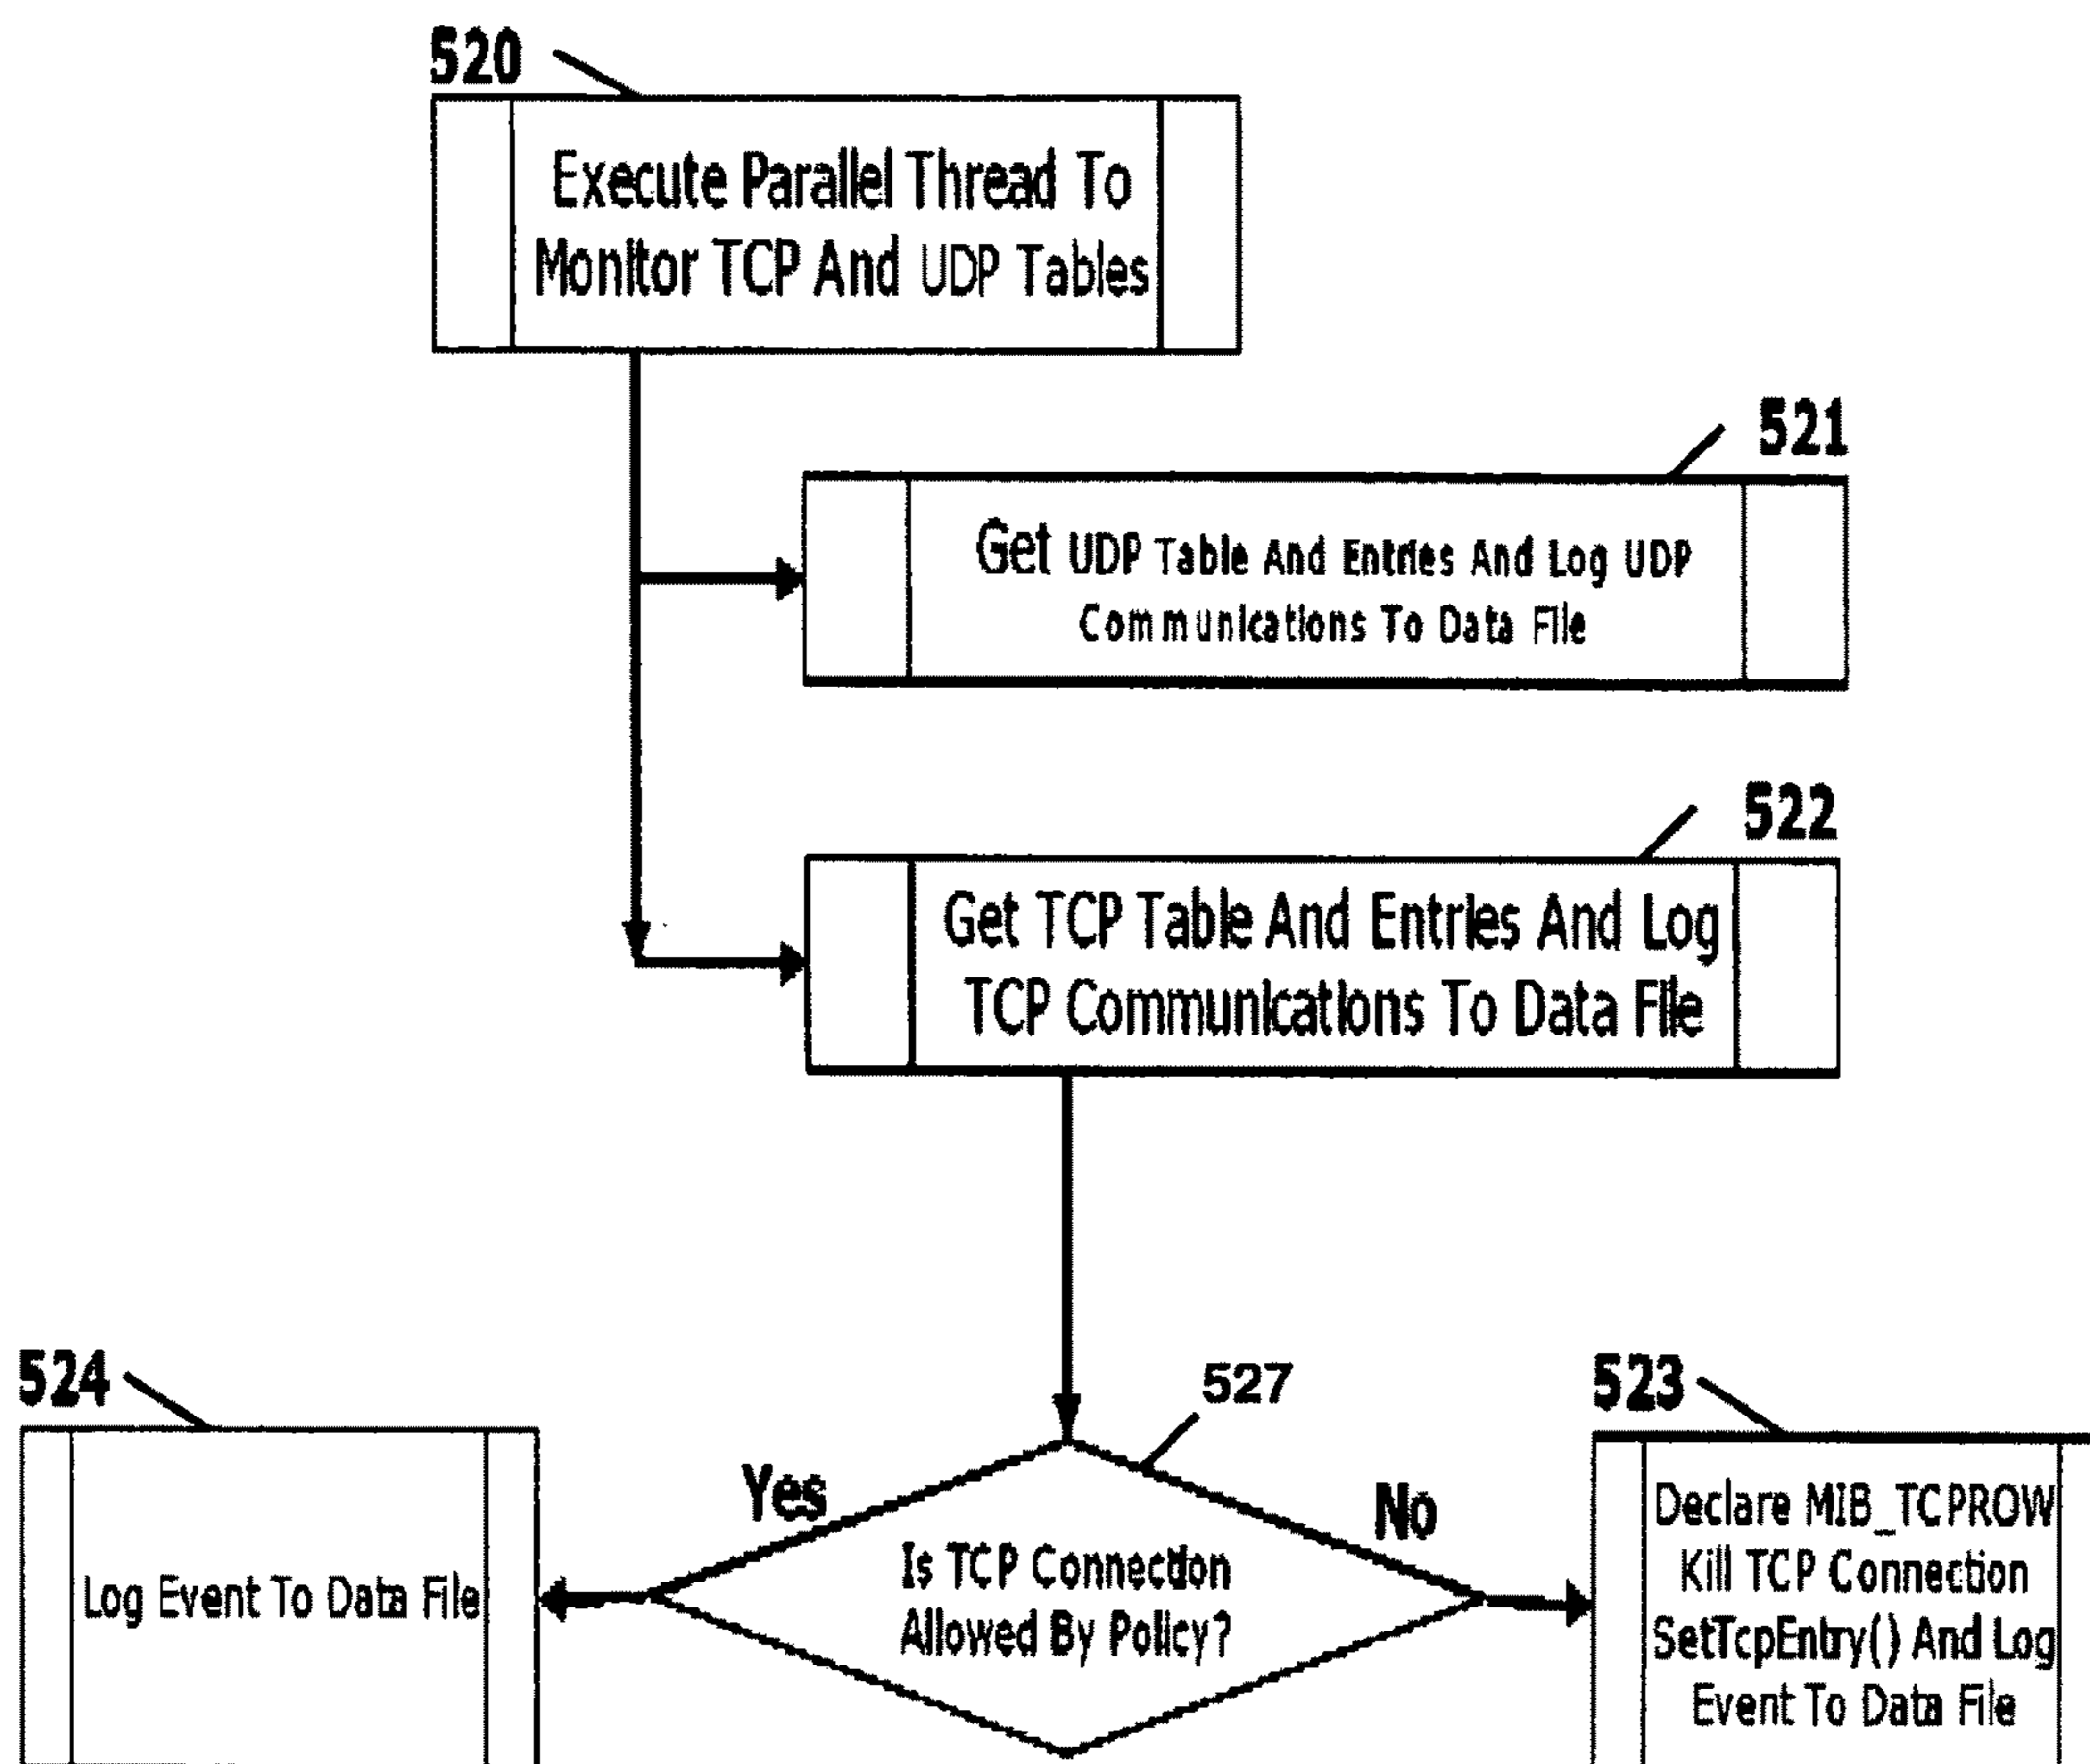 520
Execute Parallel Thread To
Monitor TCP And UDP Tables
521
Get UDP Table And Entries And Log UDP
Communications To Data File
522
Get TCP Table And Entries And Log
TCP Communications To Data File
524
Log Event To Data File
527
Yes
No
Is TCP Connection
Allowed By Policy?
523
Declare MIB_TCPROW
Kill TCP Connection
SetTcpEntry() And Log
Event To Data File